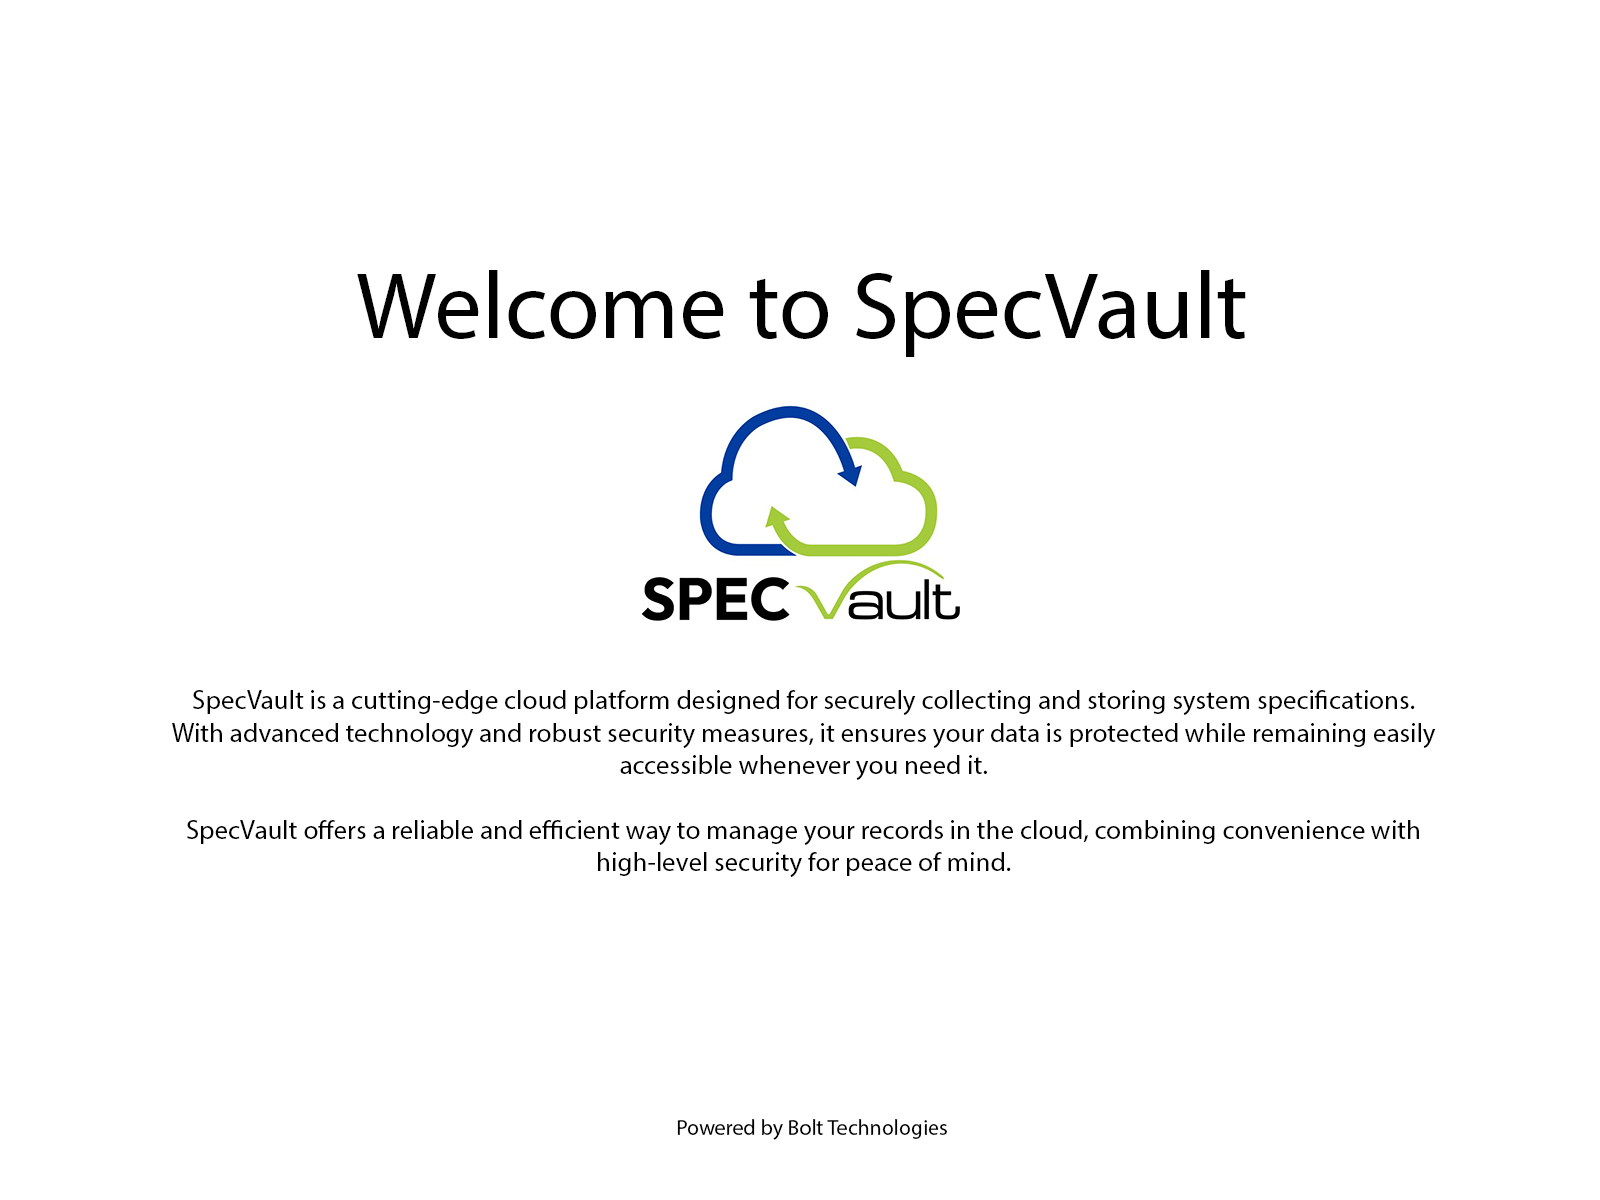 Welcome to SpecVault
SPEC Vault
SpecVault is a cutting-edge cloud platform designed for securely collecting and storing system specifications.
With advanced technology and robust security measures, it ensures your data is protected while remaining easily
accessible whenever you need it.
SpecVault offers a reliable and efficient way to manage your records in the cloud, combining convenience with
high-level security for peace of mind.
Powered by Bolt Technologies